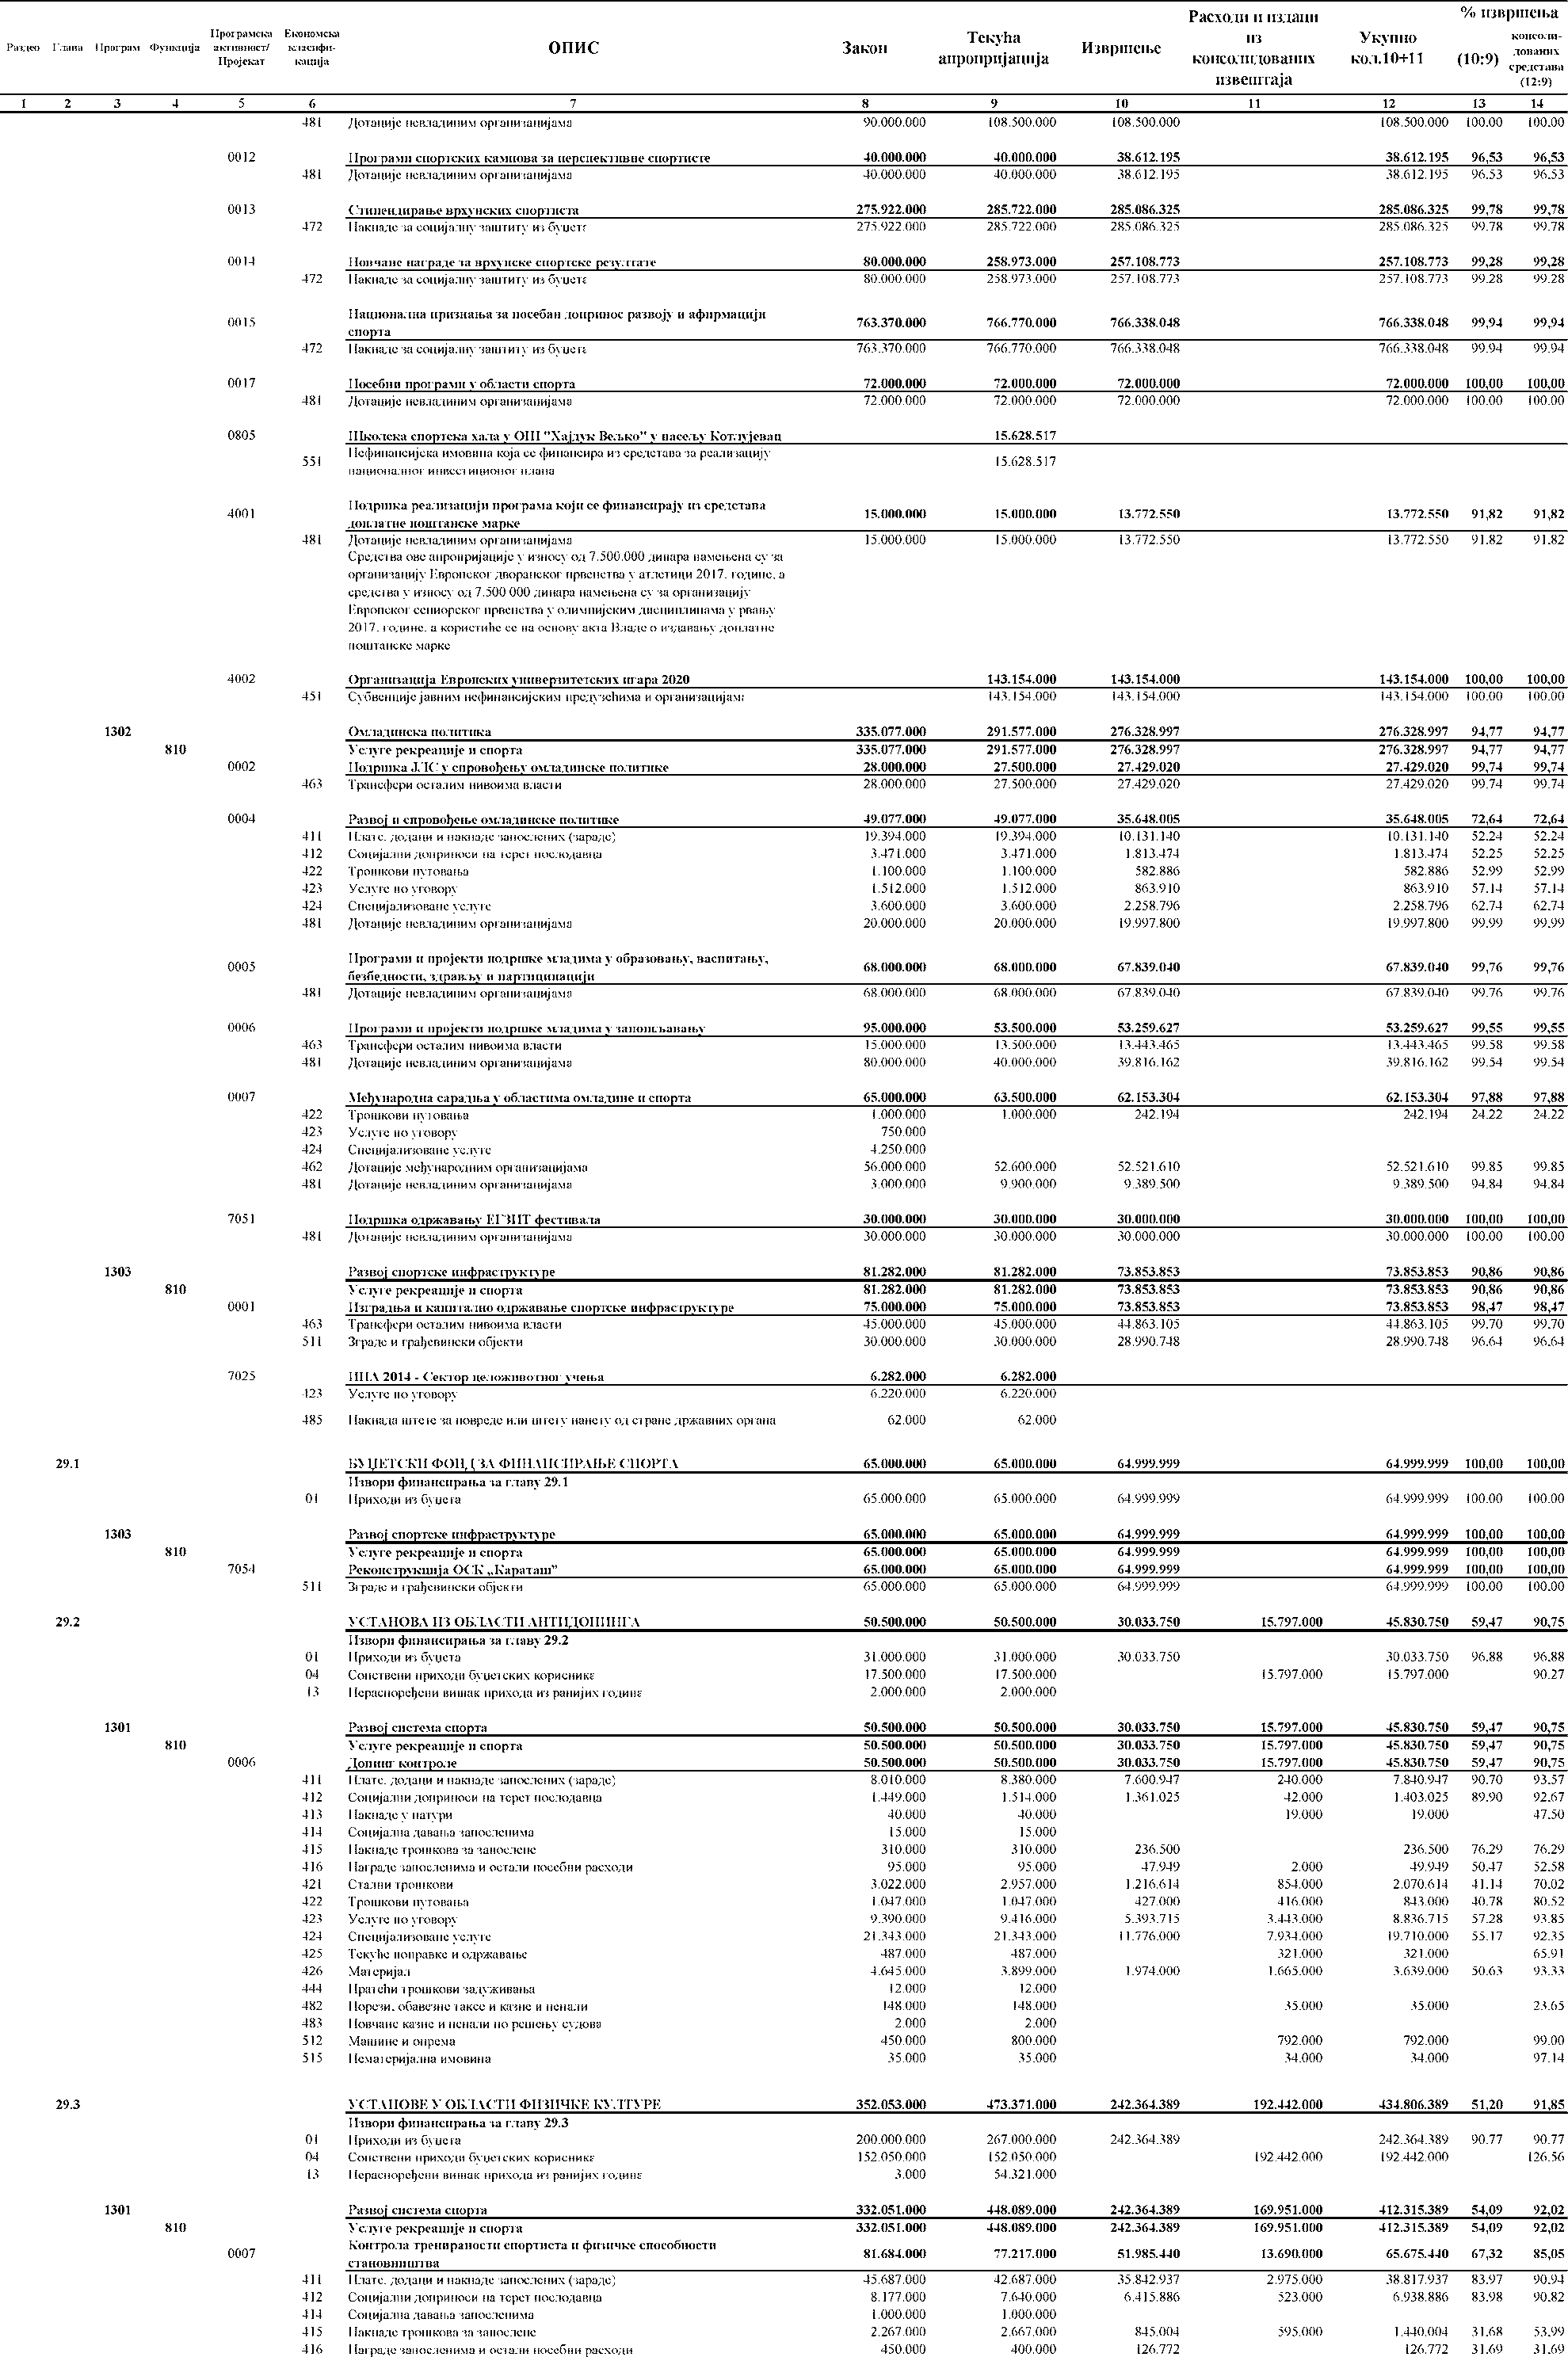 Раздео Глава Програм Функција Програмска активност/ Пројекат Економска класифи- кација ОПИС Закон Текућа апропријација Извршење Расходи и издаци из консолидованих извештаја Укупно кол.10+11 % извршења (10:9) консоли- дованих средстава (12:9)
1 2 3 4 5 6 7 8 9 10 11 12 13 14
481 Дотације невладиним организацијама 90.000.000 108.500.000 108.500.000 108.500.000 100.00 100.00
0012 Програми спортских кампова за перспективне спортисте 40.000.000 40.000.000 38.612.195 38.612.195 96,53 96,53
481 Дотације невладиним организацијама 40.000.000 40.000.000 38.612.195 38.612.195 96.53 96.53
0013 Стипендирање врхунских спортиста 275.922.000 285.722.000 285.086.325 285.086.325 99,78 99,78
472 Накнаде за социјалну заштиту из буџета 275.922.000 285.722.000 285.086.325 285.086.325 99.78 99.78
0014 Новчане награде за врхунске спортске резултате 80.000.000 258.973.000 257.108.773 257.108.773 99,28 99,28
472 Накнаде за социјалну заштиту из буџета 80.000.000 258.973.000 257.108.773 257.108.773 99.28 99.28
0015 Национална признања за посебан допринос развоју и афирмацији
спорта 763.370.000 766.770.000 766.338.048 766.338.048 99,94 99,94
472 Накнаде за социјалну заштиту из буџета 763.370.000 766.770.000 766.338.048 766.338.048 99.94 99.94
0017 Посебни програми у области спорта 72.000.000 72.000.000 72.000.000 72.000.000 100,00 100,00
481 Дотације невладиним организацијама 72.000.000 72.000.000 72.000.000 72.000.000 100.00 100.00
0805 Школска спортска хала у ОШ "Хајдук Вељко" у насељу Котлујевац 15.628.517
551 Нефинансијска имовина која се финансира из средстава за реализацију
националног инвестиционог плана 15.628.517
4001 Подршка реализацији програма који се финансирају из средстава
доплатне поштанске марке 15.000.000 15.000.000 13.772.550 13.772.550 91,82 91,82
481 Дотације невладиним организацијама 15.000.000 15.000.000 13.772.550 13.772.550 91.82 91.82
Средства ове апропријације у износу од 7.500.000 динара намењена су за
организацију Европског дворанског првенства у атлетици 2017. године, а
средства у износу од 7.500 000 динара намењена су за организацију
Европског сениорског првенства у олимпијским дисциплинама у рвању
2017. године, а користиће се на основу акта Владе о издавању доплатне
поштанске марке
4002 Организација Европских универзитетских игара 2020 143.154.000 143.154.000 143.154.000 100,00 100,00
451 Субвенције јавним нефинансијским предузећима и организацијам 143.154.000 143.154.000 143.154.000 100.00 100.00
1302 Омладинска политика 335.077.000 291.577.000 276.328.997 276.328.997 94,77 94,77
810 Услуге рекреације и спорта 335.077.000 291.577.000 276.328.997 276.328.997 94,77 94,77
0002 Подршка ЈЛС у спровођењу омладинске политике 28.000.000 27.500.000 27.429.020 27.429.020 99,74 99,74
463 Трансфери осталим нивоима власти 28.000.000 27.500.000 27.429.020 27.429.020 99.74 99.74
0004 Развој и спровођење омладинске политике 49.077.000 49.077.000 35.648.005 35.648.005 72,64 72,64
411 Плате, додаци и накнаде запослених (зараде) 19.394.000 19.394.000 10.131.140 10.131.140 52.24 52.24
412 Социјални доприноси на терет послодавца 3.471.000 3.471.000 1.813.474 1.813.474 52.25 52.25
422 Трошкови путовања 1.100.000 1.100.000 582.886 582.886 52.99 52.99
423 Услуге по уговору 1.512.000 1.512.000 863.910 863.910 57.14 57.14
424 Специјализоване услуге 3.600.000 3.600.000 2.258.796 2.258.796 62.74 62.74
481 Дотације невладиним организацијама 20.000.000 20.000.000 19.997.800 19.997.800 99.99 99.99
0005 Програми и пројекти подршке младима у образовању, васпитању,
безбедности, здрављу и партиципацији 68.000.000 68.000.000 67.839.040 67.839.040 99,76 99,76
481 Дотације невладиним организацијама 68.000.000 68.000.000 67.839.040 67.839.040 99.76 99.76
0006 Програми и пројекти подршке младима у запошљавању 95.000.000 53.500.000 53.259.627 53.259.627 99,55 99,55
463 Трансфери осталим нивоима власти 15.000.000 13.500.000 13.443.465 13.443.465 99.58 99.58
481 Дотације невладиним организацијама 80.000.000 40.000.000 39.816.162 39.816.162 99.54 99.54
0007 Међународна сарадња у областима омладине и спорта 65.000.000 63.500.000 62.153.304 62.153.304 97,88 97,88
422 Трошкови путовања 1.000.000 1.000.000 242.194 242.194 24.22 24.22
423 Услуге по уговору 750.000
424 Специјализоване услуге 4.250.000
462 Дотације међународним организацијама 56.000.000 52.600.000 52.521.610 52.521.610 99.85 99.85
481 Дотације невладиним организацијама 3.000.000 9.900.000 9.389.500 9.389.500 94.84 94.84
7051 Подршка одржавању ЕГЗИТ фестивала 30.000.000 30.000.000 30.000.000 30.000.000 100,00 100,00
481 Дотације невладиним организацијама 30.000.000 30.000.000 30.000.000 30.000.000 100.00 100.00
1303 Развој спортске инфраструктуре 81.282.000 81.282.000 73.853.853 73.853.853 90,86 90,86
810 Услуге рекреације и спорта 81.282.000 81.282.000 73.853.853 73.853.853 90,86 90,86
0001 Изградња и капитално одржавање спортске инфраструктуре 75.000.000 75.000.000 73.853.853 73.853.853 98,47 98,47
463 Трансфери осталим нивоима власти 45.000.000 45.000.000 44.863.105 44.863.105 99.70 99.70
511 Зграде и грађевински објекти 30.000.000 30.000.000 28.990.748 28.990.748 96.64 96.64
7025 ИПА 2014 - Сектор целоживотног учења 6.282.000 6.282.000
423 Услуге по уговору 6.220.000 6.220.000
485 Накнада штете за повреде или штету нанету од стране државних органа 62.000 62.000
29.1 БУЏЕТСКИ ФОНД ЗА ФИНАНСИРАЊЕ СПОРТА 65.000.000 65.000.000 64.999.999 64.999.999 100,00 100,00
Извори финансирања за главу 29.1
01 Приходи из буџета 65.000.000 65.000.000 64.999.999 64.999.999 100.00 100.00
1303 Развој спортске инфраструктуре 65.000.000 65.000.000 64.999.999 64.999.999 100,00 100,00
810 Услуге рекреације и спорта 65.000.000 65.000.000 64.999.999 64.999.999 100,00 100,00
7054 Реконструкција ОСК „Караташ" 65.000.000 65.000.000 64.999.999 64.999.999 100,00 100,00
511 Зграде и грађевински објекти 65.000.000 65.000.000 64.999.999 64.999.999 100.00 100.00
29.2 УСТАНОВА ИЗ ОБЛАСТИ АНТИДОПИНГА 50.500.000 50.500.000 30.033.750 15.797.000 45.830.750 59,47 90,75
Извори финансирања за главу 29.2
01 Приходи из буџета 31.000.000 31.000.000 30.033.750 30.033.750 96.88 96.88
04 Сопствени приходи буџетских корисника 17.500.000 17.500.000 15.797.000 15.797.000 90.27
13 Нераспоређени вишак прихода из ранијих година 2.000.000 2.000.000
1301 Развој система спорта 50.500.000 50.500.000 30.033.750 15.797.000 45.830.750 59,47 90,75
810 Услуге рекреације и спорта 50.500.000 50.500.000 30.033.750 15.797.000 45.830.750 59,47 90,75
0006 Допинг контроле 50.500.000 50.500.000 30.033.750 15.797.000 45.830.750 59,47 90,75
411 Плате, додаци и накнаде запослених (зараде) 8.010.000 8.380.000 7.600.947 240.000 7.840.947 90.70 93.57
412 Социјални доприноси на терет послодавца 1.449.000 1.514.000 1.361.025 42.000 1.403.025 89.90 92.67
413 Накнаде у натури 40.000 40.000 19.000 19.000 47.50
414 Социјална давања запосленима 15.000 15.000
415 Накнаде трошкова за запослене 310.000 310.000 236.500 236.500 76.29 76.29
416 Награде запосленима и остали посебни расходи 95.000 95.000 47.949 2.000 49.949 50.47 52.58
421 Стални трошкови 3.022.000 2.957.000 1.216.614 854.000 2.070.614 41.14 70.02
422 Трошкови путовања 1.047.000 1.047.000 427.000 416.000 843.000 40.78 80.52
423 Услуге по уговору 9.390.000 9.416.000 5.393.715 3.443.000 8.836.715 57.28 93.85
424 Специјализоване услуге 21.343.000 21.343.000 11.776.000 7.934.000 19.710.000 55.17 92.35
425 Текуће поправке и одржавање 487.000 487.000 321.000 321.000 65.91
426 Материјал 4.645.000 3.899.000 1.974.000 1.665.000 3.639.000 50.63 93.33
444 Пратећи трошкови задуживања 12.000 12.000
482 Порези, обавезне таксе и казне и пенали 148.000 148.000 35.000 35.000 23.65
483 Новчане казне и пенали по решењу судова 2.000 2.000
512 Машине и опрема 450.000 800.000 792.000 792.000 99.00
515 Нематеријална имовина 35.000 35.000 34.000 34.000 97.14
29.3 УСТАНОВЕ У ОБЛАСТИ ФИЗИЧКЕ КУЛТУРЕ 352.053.000 473.371.000 242.364.389 192.442.000 434.806.389 51,20 91,85
Извори финансирања за главу 29.3
01 Приходи из буџета 200.000.000 267.000.000 242.364.389 242.364.389 90.77 90.77
04 Сопствени приходи буџетских корисника 152.050.000 152.050.000 192.442.000 192.442.000 126.56
13 Нераспоређени вишак прихода из ранијих година 3.000 54.321.000
1301 Развој система спорта 332.051.000 448.089.000 242.364.389 169.951.000 412.315.389 54,09 92,02
810 Услуге рекреације и спорта 332.051.000 448.089.000 242.364.389 169.951.000 412.315.389 54,09 92,02
0007 Контрола тренираности спортиста и физичке способности
становништва 81.684.000 77.217.000 51.985.440 13.690.000 65.675.440 67,32 85,05
411 Плате, додаци и накнаде запослених (зараде) 45.687.000 42.687.000 35.842.937 2.975.000 38.817.937 83.97 90.94
412 Социјални доприноси на терет послодавца 8.177.000 7.640.000 6.415.886 523.000 6.938.886 83.98 90.82
414 Социјална давања запосленима 1.000.000 1.000.000
415 Накнаде трошкова за запослене 2.267.000 2.667.000 845.004 595.000 1.440.004 31.68 53.99
416 Награде запосленима и остали посебни расходи 450.000 400.000 126.772 126.772 31.69 31.69